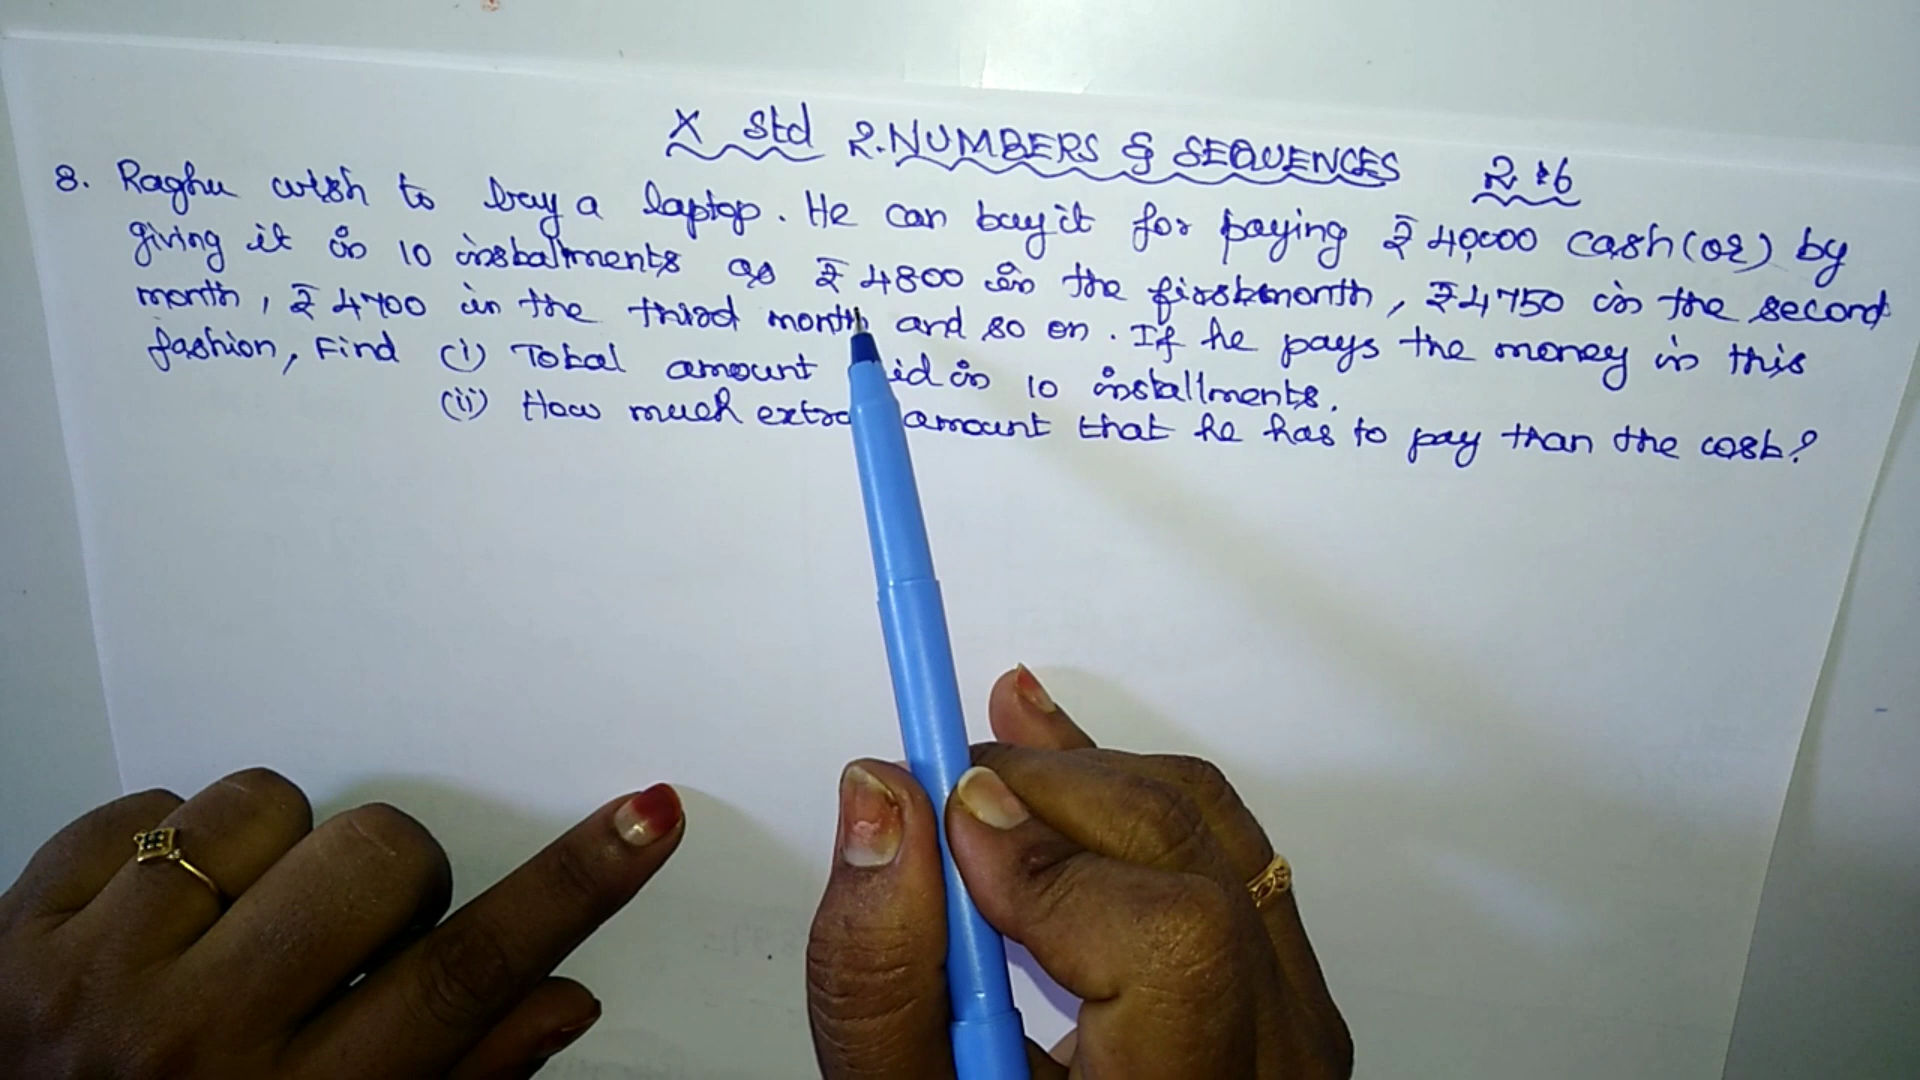 X Std 2. NUMBERS & SEQUENCES 2.6
8. Raghu wish to buy a laptop. He can buy it for paying ₹ 40,000 cash (or) by
giving it in 10 installments as ₹ 4800 in the first month, ₹ 4750 in the second
month, ₹ 4700 in the third month and so on. If he pays the money in this
fashion, Find (i) Total amount id in 10 installments.
(ii) How much extra amount that he has to pay than the cost?